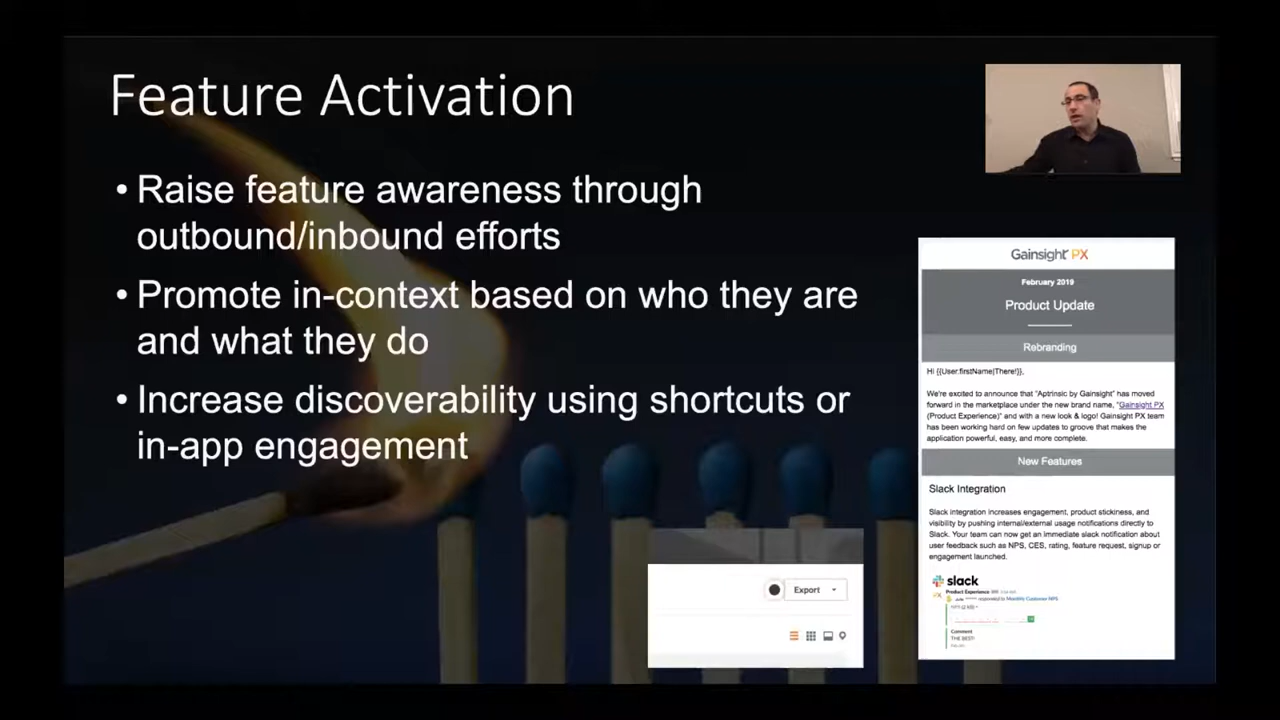 Feature Activation
• Raise feature awareness through
outbound/inbound efforts
• Promote in-context based on who they are
and what they do
• Increase discoverability using shortcuts or
in-app engagement
Export
Gainsight PX
February 2019
Product Update
Rebranding
Hi {{User.firstName|There!}},
We're excited to announce that "Aptrinsic by Gainsight" has moved
forward in the marketplace under the new brand name, "Gainsight PX
(Product Experience)" and with a new look & logo! Gainsight PX team
has been working hard on few updates to groove that makes the
application powerful, easy, and more complete.
New Features
Slack Integration
Slack integration increases engagement, product stickiness, and
visibility by pushing internal/external usage notifications directly to
Slack. Your team can now get an immediate slack notification about
user feedback such as NPS, CES, rating, feature request, signup or
engagement launched.
slack
Product Experience
responded to Monthly Customer NPS
Comment
THE BEST!